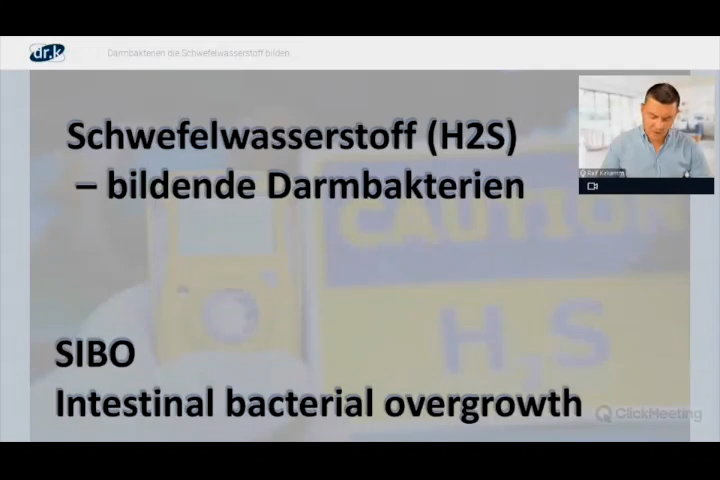 dr.k
Darmbakterien die Schwefelwasserstoff bilden
Schwefelwasserstoff (H2S)
– bildende Darmbakterien
CAUTION
H2S
SIBO
Intestinal bacterial overgrowth
ClickMeeting